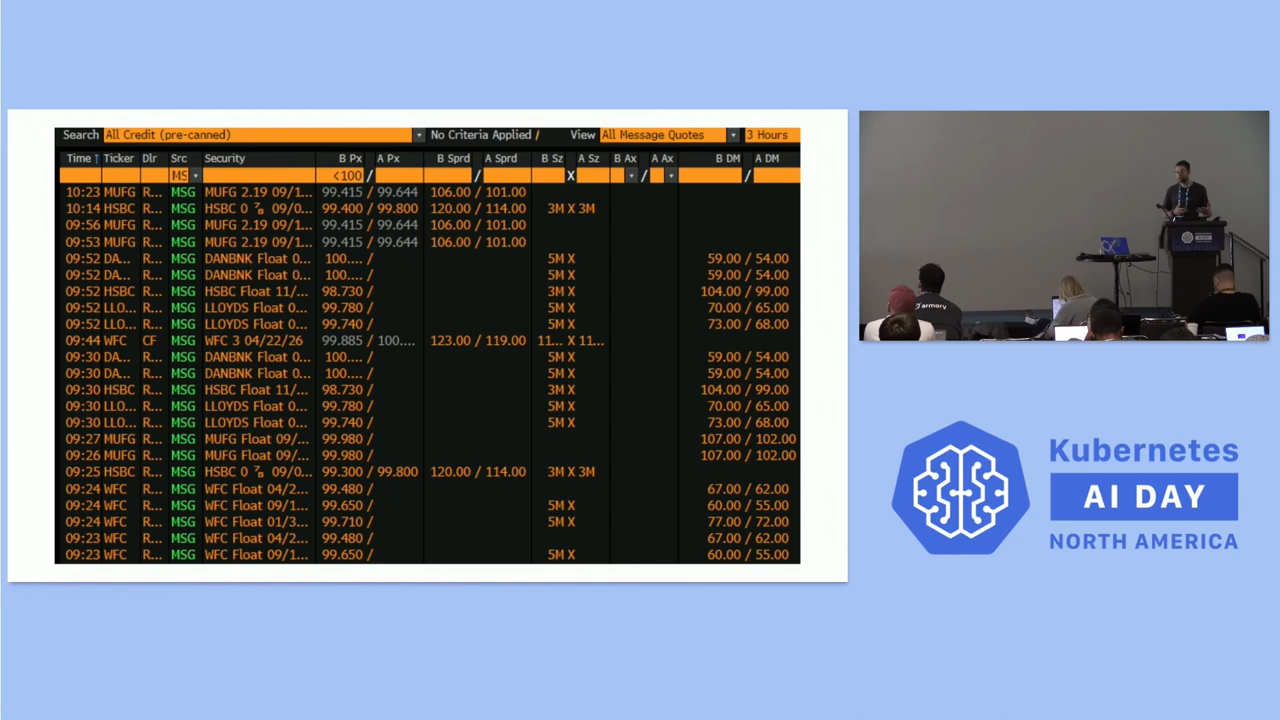 Search All Credit (pre-canned) No Criteria Applied / View All Message Quotes 3 Hours
Time↑ Ticker Dlr Src Security B Px A Px B Sprd A Sprd B Sz A Sz B Ax A Ax B DM A DM
MS <100 / / X / /
10:23 MUFG R... MSG MUFG 2.19 09/1... 99.415 / 99.644 106.00 / 101.00
10:14 HSBC R... MSG HSBC 0 ⅞ 09/0... 99.400 / 99.800 120.00 / 114.00 3M X 3M
09:56 MUFG R... MSG MUFG 2.19 09/1... 99.415 / 99.644 106.00 / 101.00
09:53 MUFG R... MSG MUFG 2.19 09/1... 99.415 / 99.644 106.00 / 101.00
09:52 DA... R... MSG DANBNK Float 0... 100.... / 5M X 59.00 / 54.00
09:52 DA... R... MSG DANBNK Float 0... 100.... / 5M X 59.00 / 54.00
09:52 HSBC R... MSG HSBC Float 11/... 98.730 / 3M X 104.00 / 99.00
09:52 LLO... R... MSG LLOYDS Float 0... 99.780 / 5M X 70.00 / 65.00
09:52 LLO... R... MSG LLOYDS Float 0... 99.740 / 5M X 73.00 / 68.00
09:44 WFC CF MSG WFC 3 04/22/26 99.885 / 100.... 123.00 / 119.00 11... X 11...
09:30 DA... R... MSG DANBNK Float 0... 100.... / 5M X 59.00 / 54.00
09:30 DA... R... MSG DANBNK Float 0... 100.... / 5M X 59.00 / 54.00
09:30 HSBC R... MSG HSBC Float 11/... 98.730 / 3M X 104.00 / 99.00
09:30 LLO... R... MSG LLOYDS Float 0... 99.780 / 5M X 70.00 / 65.00
09:30 LLO... R... MSG LLOYDS Float 0... 99.740 / 5M X 73.00 / 68.00
09:27 MUFG R... MSG MUFG Float 09/... 99.980 / 107.00 / 102.00
09:26 MUFG R... MSG MUFG Float 09/... 99.980 / 107.00 / 102.00
09:25 HSBC R... MSG HSBC 0 ⅞ 09/0... 99.300 / 99.800 120.00 / 114.00 3M X 3M
09:24 WFC R... MSG WFC Float 04/2... 99.480 / 67.00 / 62.00
09:24 WFC R... MSG WFC Float 09/1... 99.650 / 5M X 60.00 / 55.00
09:24 WFC R... MSG WFC Float 01/3... 99.710 / 5M X 77.00 / 72.00
09:23 WFC R... MSG WFC Float 04/2... 99.480 / 67.00 / 62.00
09:23 WFC R... MSG WFC Float 09/1... 99.650 / 5M X 60.00 / 55.00
armory
Kubernetes
AI DAY
NORTH AMERICA